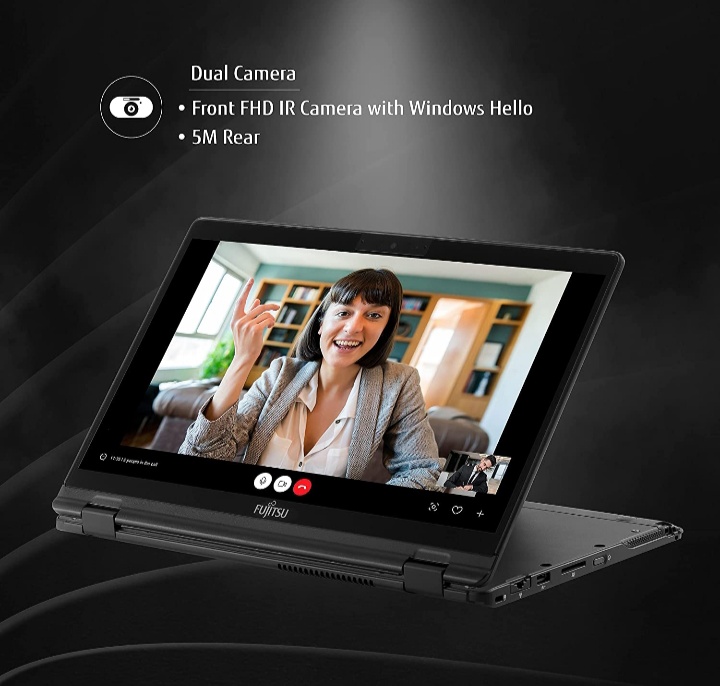 Dual Camera
• Front FHD IR Camera with Windows Hello
• 5M Rear
FUJITSU